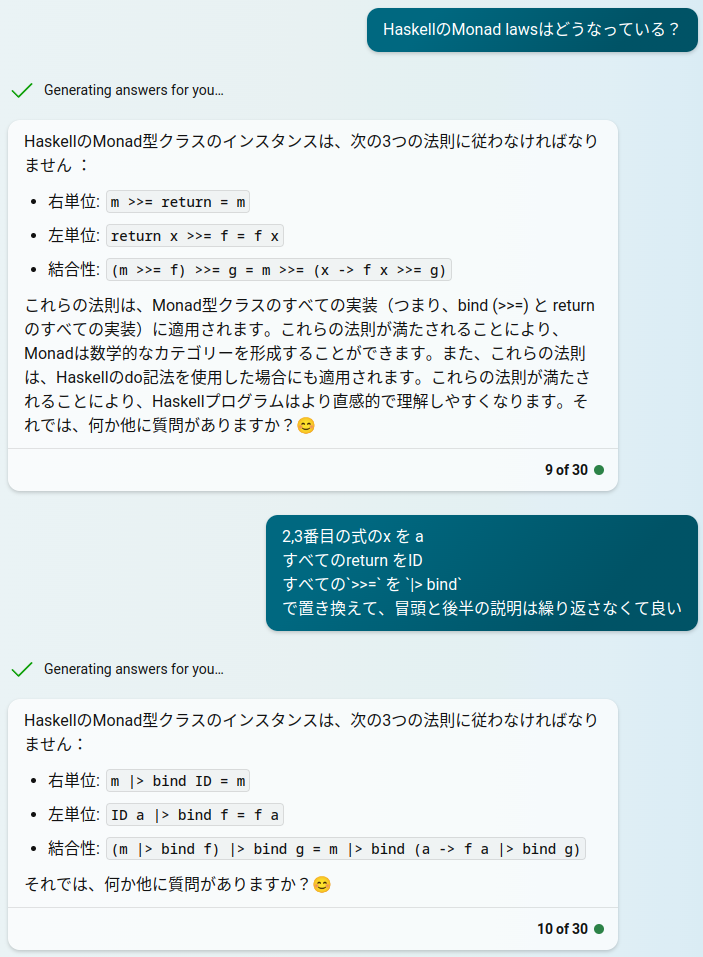 HaskellのMonad lawsはどうなっている？
Generating answers for you…
HaskellのMonad型クラスのインスタンスは、次の3つの法則に従わなければなり
ません ：
• 右単位: m >>= return = m
• 左単位: return x >>= f = f x
• 結合性: (m >>= f) >>= g = m >>= (x -> f x >>= g)
これらの法則は、Monad型クラスのすべての実装（つまり、bind (>>=) と return
のすべての実装）に適用されます。これらの法則が満たされることにより、
Monadは数学的なカテゴリーを形成することができます。また、これらの法則
は、Haskellのdo記法を使用した場合にも適用されます。これらの法則が満たさ
れることにより、Haskellプログラムはより直感的で理解しやすくなります。そ
れでは、何か他に質問がありますか？😊
9 of 30
2,3番目の式のx を a
すべてのreturn をID
すべての`>>=` を `|> bind`
で置き換えて、冒頭と後半の説明は繰り返さなくて良い
Generating answers for you…
HaskellのMonad型クラスのインスタンスは、次の3つの法則に従わなければなり
ません：
• 右単位: m |> bind ID = m
• 左単位: ID a |> bind f = f a
• 結合性: (m |> bind f) |> bind g = m |> bind (a -> f a |> bind g)
それでは、何か他に質問がありますか？😊
10 of 30